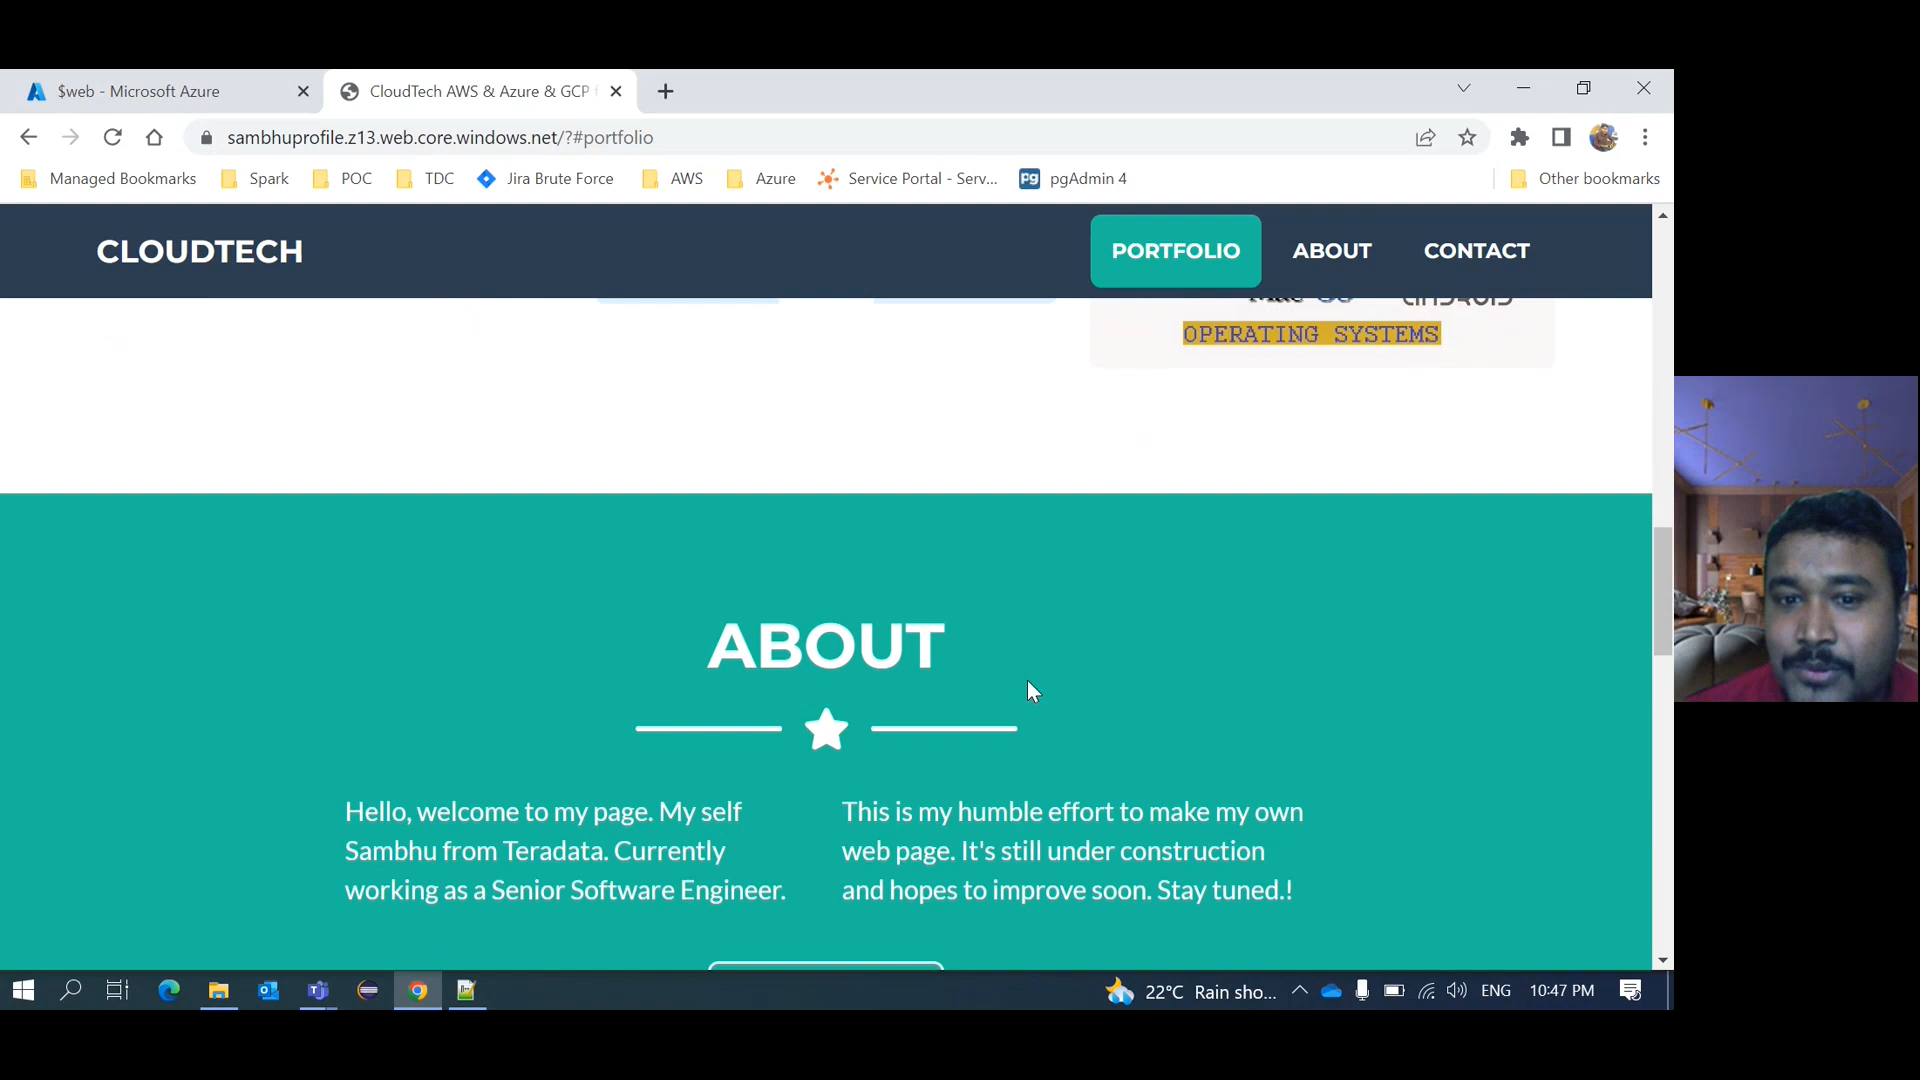 $web - Microsoft Azure
CloudTech AWS & Azure & GCP f
sambhuprofile.z13.web.core.windows.net/?#portfolio
Managed Bookmarks Spark POC TDC Jira Brute Force AWS Azure Service Portal - Serv... pgAdmin 4 Other bookmarks
CLOUDTECH PORTFOLIO ABOUT CONTACT
OPERATING SYSTEMS
ABOUT
Hello, welcome to my page. My self
Sambhu from Teradata. Currently
working as a Senior Software Engineer.
This is my humble effort to make my own
web page. It's still under construction
and hopes to improve soon. Stay tuned.!
22°C Rain sho... ENG 10:47 PM